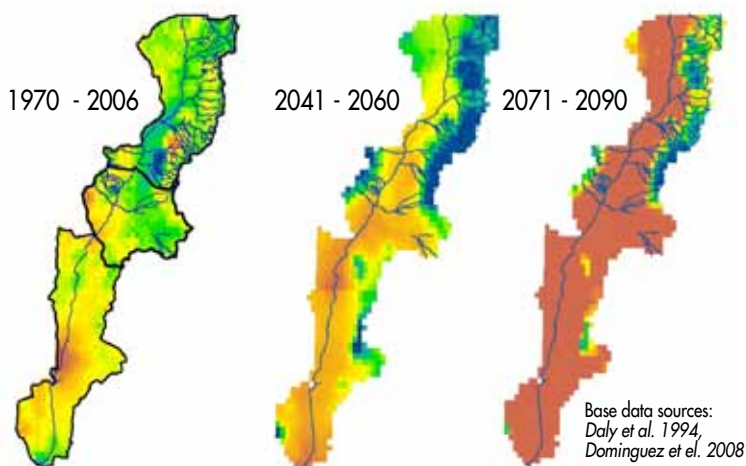 1970 - 2006
2041 - 2060
2071 - 2090
Base data sources:
Daly et al. 1994,
Dominguez et el. 2008